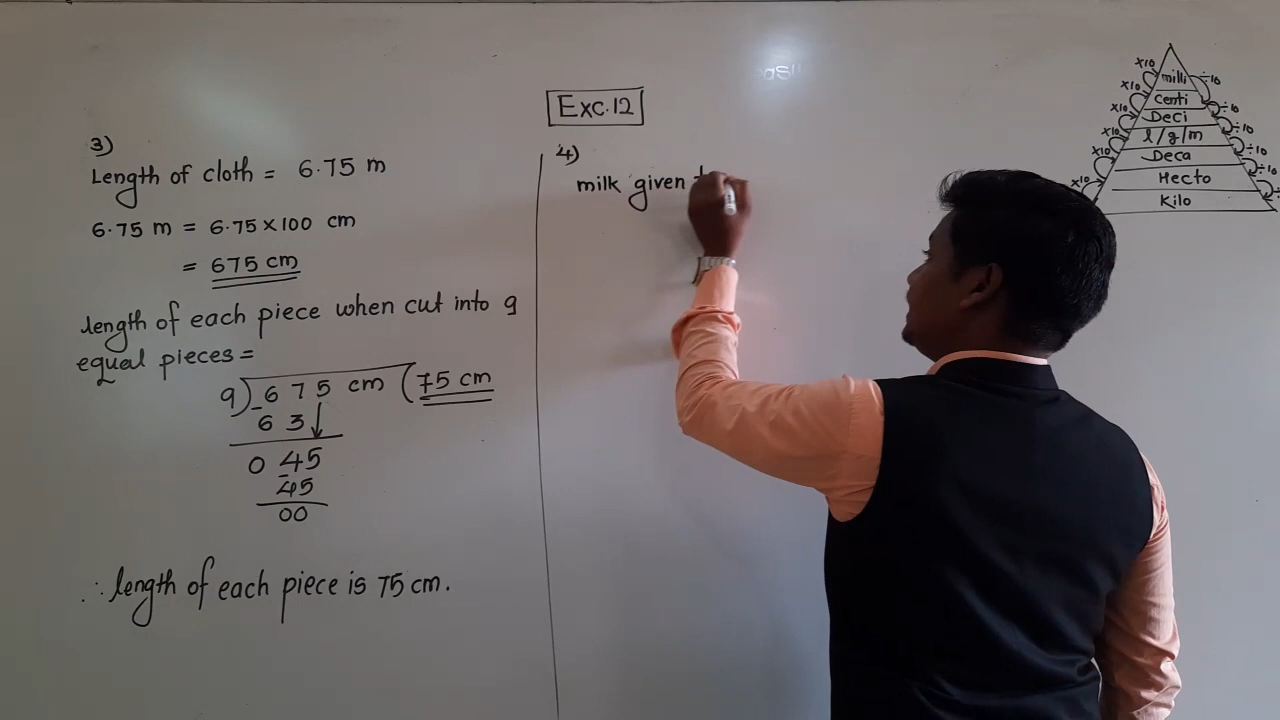 Exc.12
3)
Length of cloth = 6.75 m
6.75 m = 6.75 × 100 cm
= 675 cm
length of each piece when cut into 9
equal pieces =
9) 6 7 5 cm (75 cm
- 6 3 ↓
0 45
45
00
∴ length of each piece is 75 cm.
4)
milk given
milli
centi
Deci
l/g/m
Deca
Hecto
Kilo
×10
×10
×10
×10
×10
×10
÷10
÷10
÷10
÷10
÷10